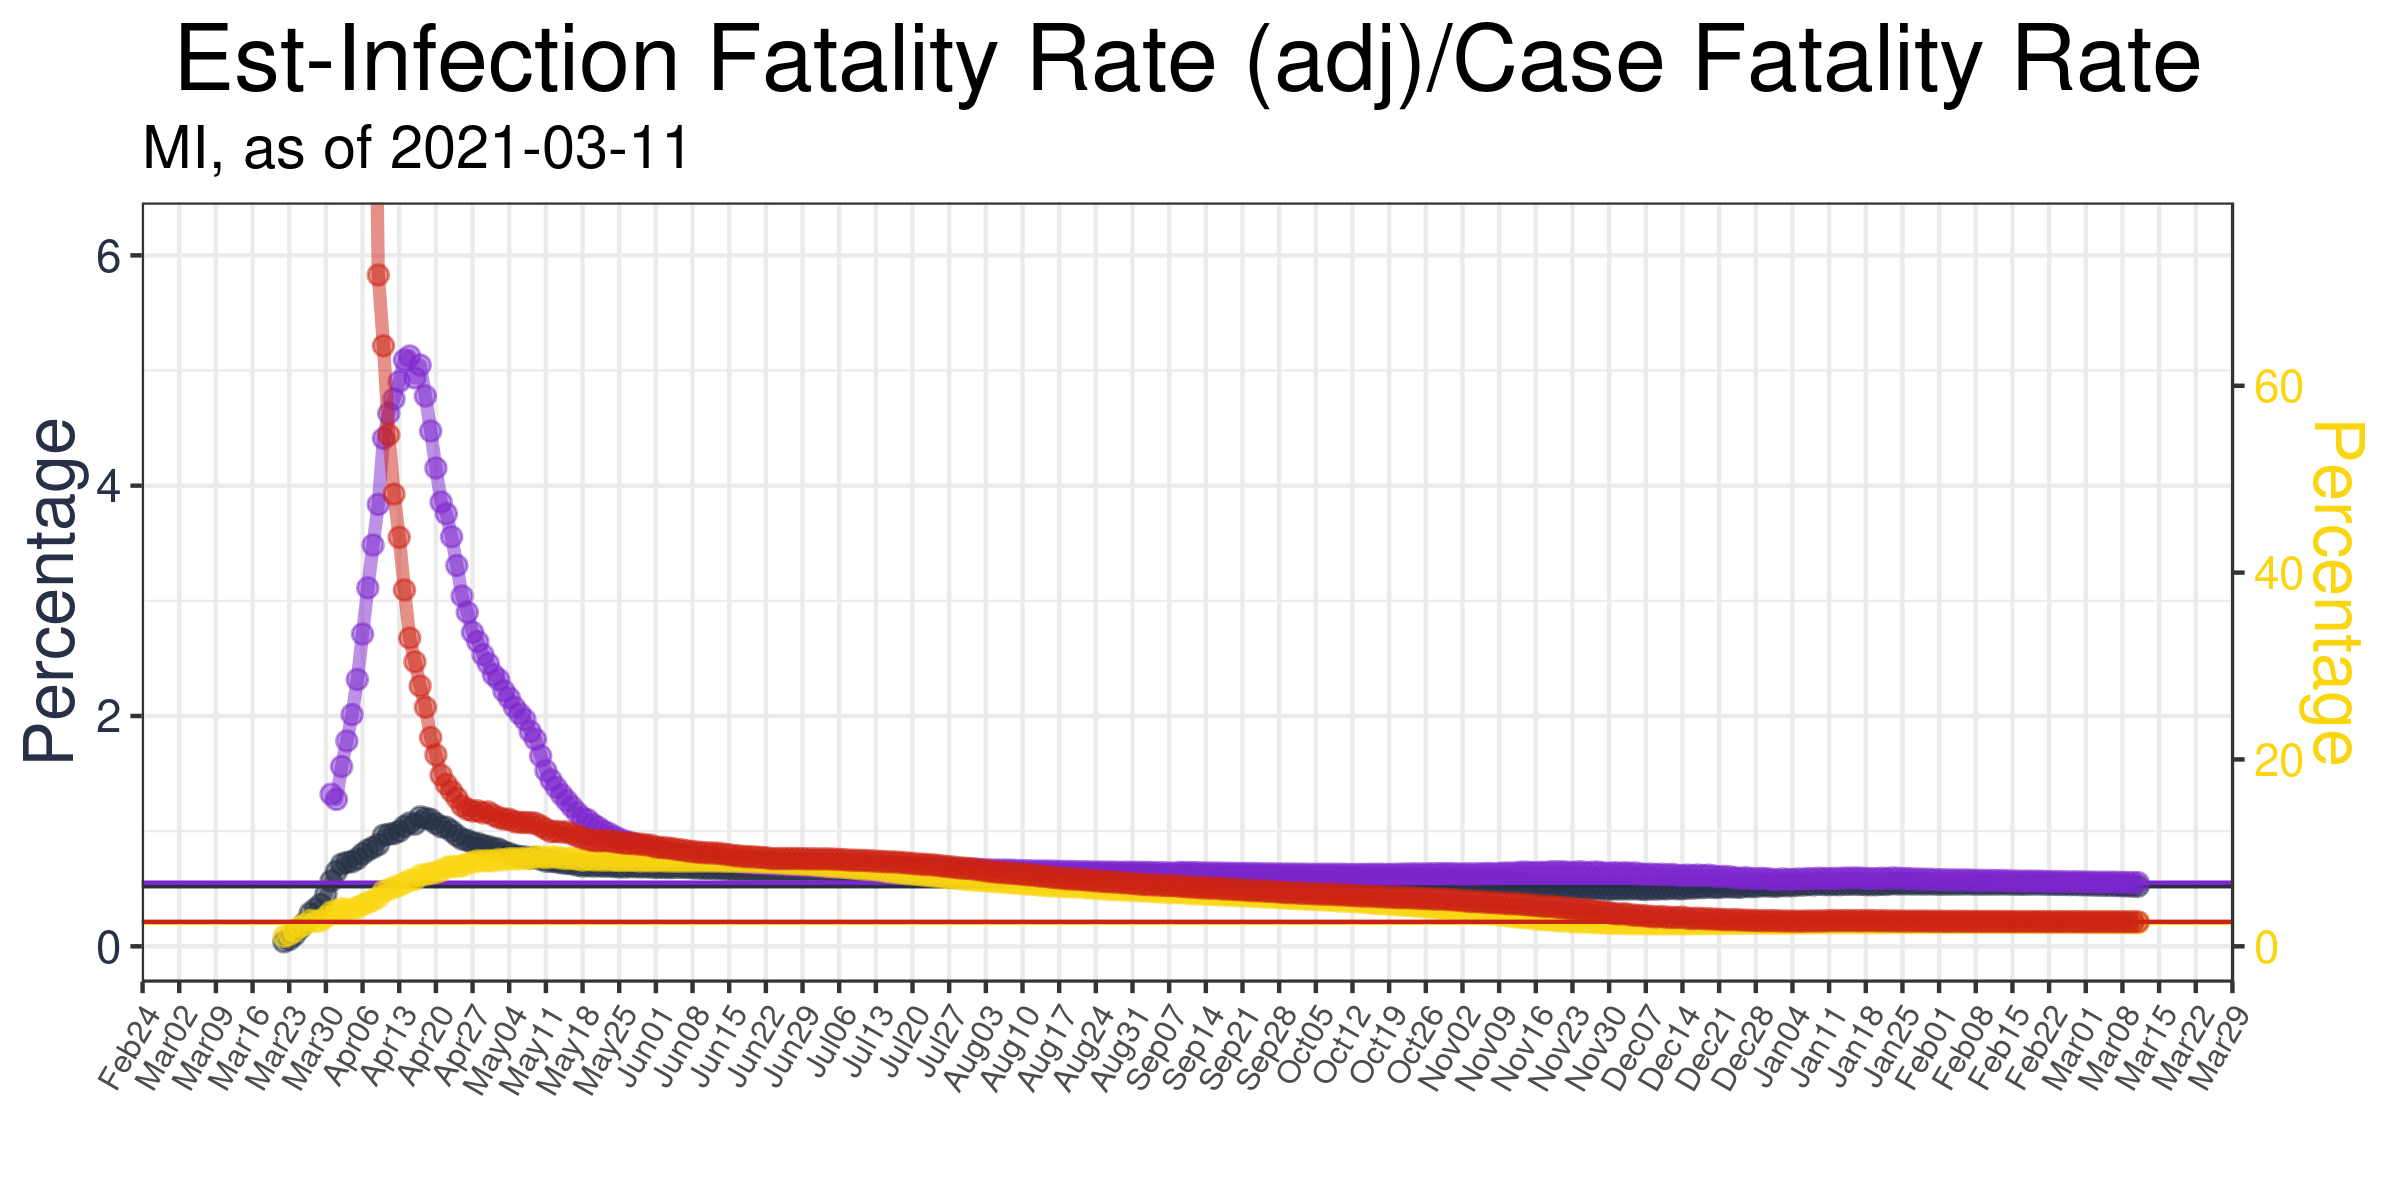 Est-Infection Fatality Rate (adj)/Case Fatality Rate
MI, as of 2021-03-11
Percentage
6
4
2
0
60
40
20
0
Percentage
Feb24
Mar02
Mar09
Mar16
Mar23
Mar30
Apr06
Apr13
Apr20
Apr27
May04
May11
May18
May25
Jun01
Jun08
Jun15
Jun22
Jun29
Jul06
Jul13
Jul20
Jul27
Aug03
Aug10
Aug17
Aug24
Aug31
Sep07
Sep14
Sep21
Sep28
Oct05
Oct12
Oct19
Oct26
Nov02
Nov09
Nov16
Nov23
Nov30
Dec07
Dec14
Dec21
Dec28
Jan04
Jan11
Jan18
Jan25
Feb01
Feb08
Feb15
Feb22
Mar01
Mar08
Mar15
Mar22
Mar29